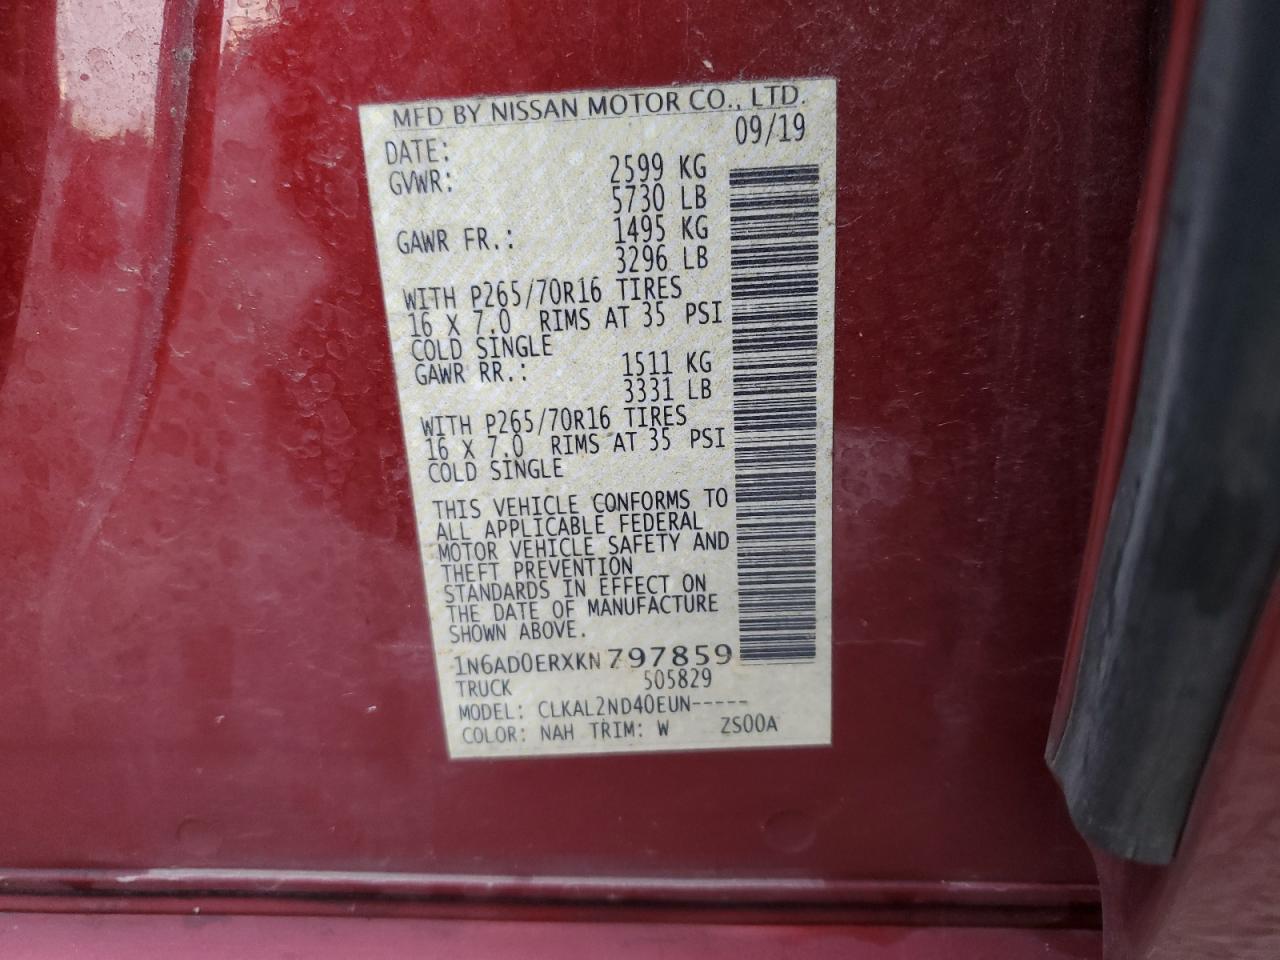 MFD BY NISSAN MOTOR CO., LTD.
DATE: 09/19
GVWR: 2599 KG
5730 LB
GAWR FR.: 1495 KG
3296 LB
WITH P265/70R16 TIRES
16 X 7.0 RIMS AT 35 PSI
COLD SINGLE
GAWR RR.: 1511 KG
3331 LB
WITH P265/70R16 TIRES
16 X 7.0 RIMS AT 35 PSI
COLD SINGLE
THIS VEHICLE CONFORMS TO
ALL APPLICABLE FEDERAL
MOTOR VEHICLE SAFETY AND
THEFT PREVENTION
STANDARDS IN EFFECT ON
THE DATE OF MANUFACTURE
SHOWN ABOVE.
1N6AD0ERXKN797859
TRUCK 505829
MODEL: CLKAL2ND40EUN-----
COLOR: NAH TRIM: W ZS00A